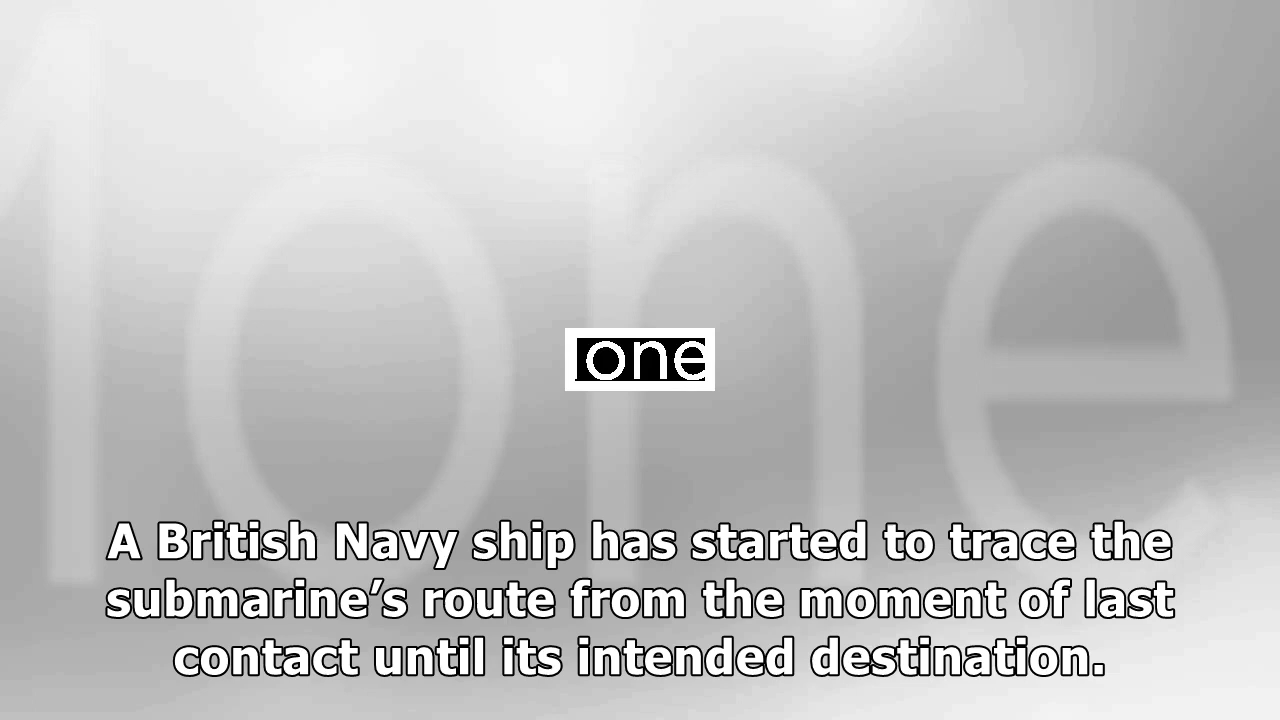 one
one
A British Navy ship has started to trace the
submarine’s route from the moment of last
contact until its intended destination.